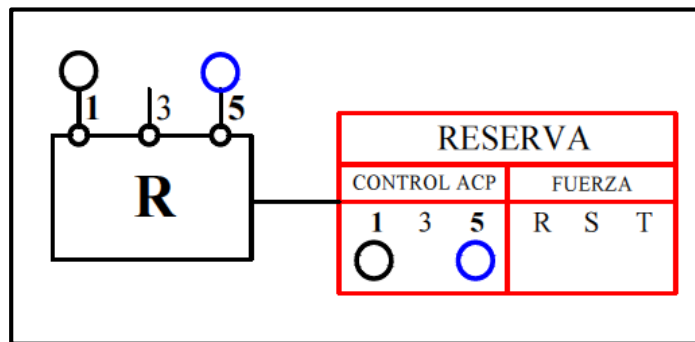 1 3 5
R
RESERVA
CONTROL ACP FUERZA
1 3 5 R S T